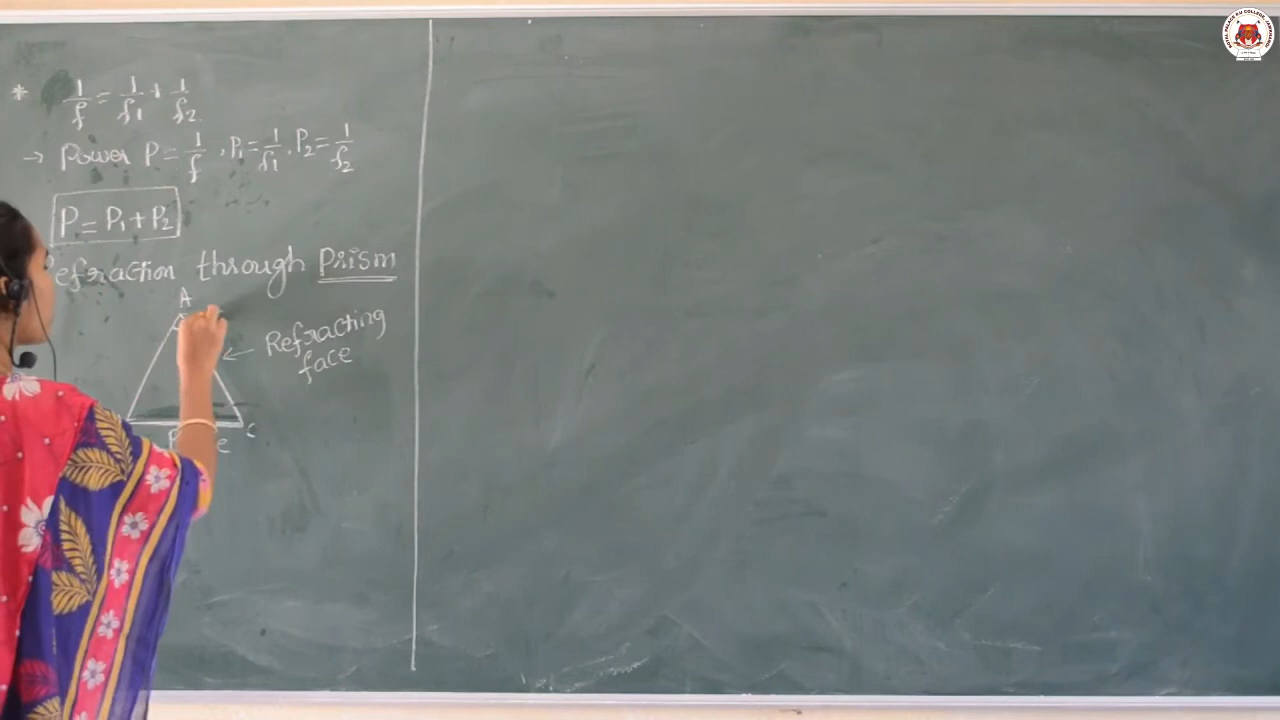 * 1/f = 1/f1 + 1/f2
→ Power P = 1/f , P1 = 1/f1 , P2 = 1/f2
P = P1 + P2
efraction through Prism
A
← Refracting
face
c